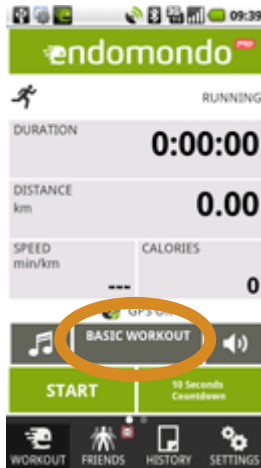 09:39
endomondo PRO
RUNNING
DURATION
0:00:00
DISTANCE
km
0.00
SPEED
min/km
---
CALORIES
0
GPS
BASIC WORKOUT
START
10 Seconds
Countdown
WORKOUT FRIENDS HISTORY SETTINGS